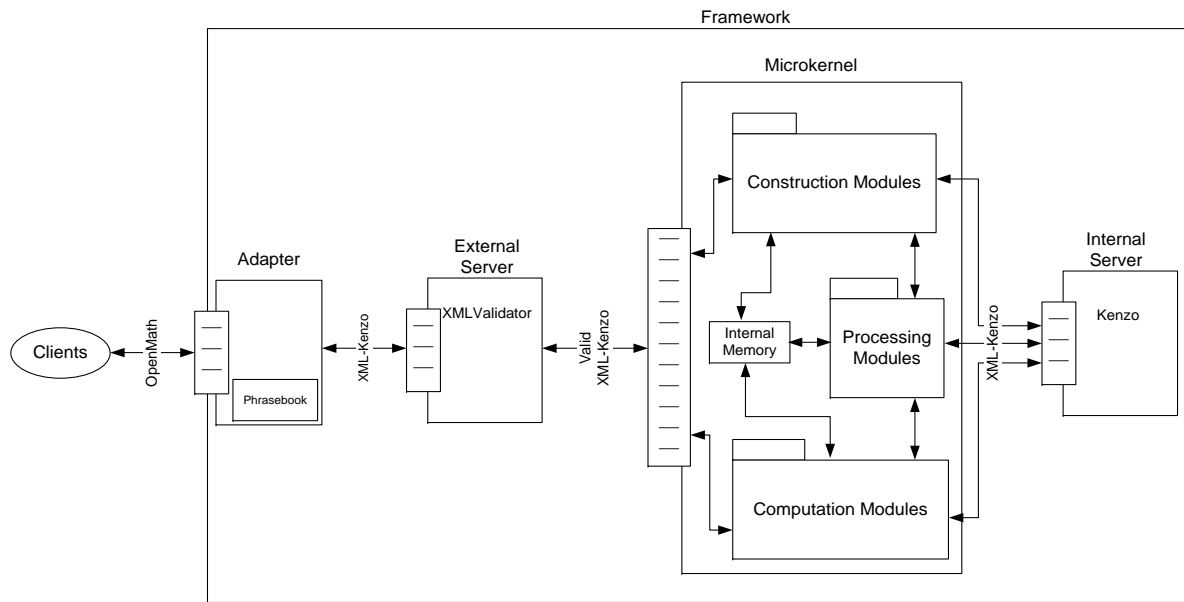 Framework
Microkernel
Construction Modules
External
Server
Internal
Server
Adapter
XMLValidator
Kenzo
Clients
OpenMath
XML-Kenzo
Valid
XML-Kenzo
Internal
Memory
Processing
Modules
XML-Kenzo
Phrasebook
Computation Modules